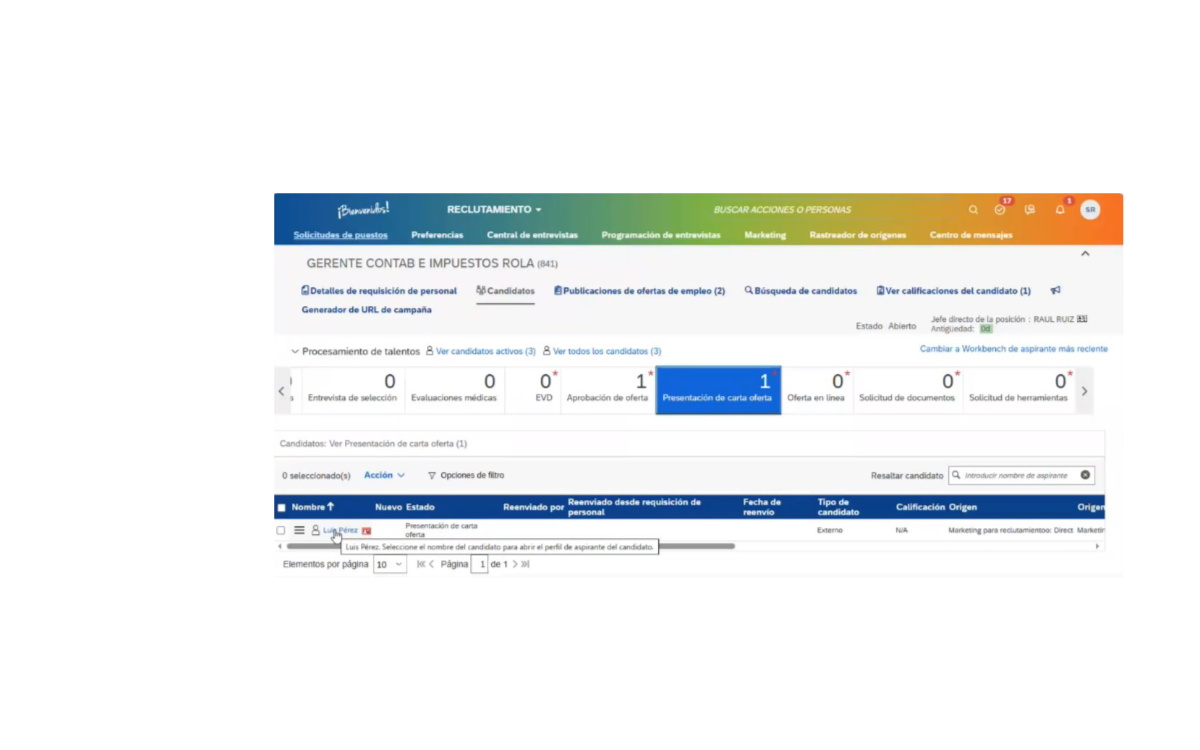 ¡Bienvenidos!
RECLUTAMIENTO
BUSCAR ACCIONES O PERSONAS
17
1
SR
Solicitudes de puestos Preferencias Central de entrevistas Programación de entrevistas Marketing Rastreador de orígenes Centro de mensajes
GERENTE CONTAB E IMPUESTOS ROLA (841)
Detalles de requisición de personal Candidatos Publicaciones de ofertas de empleo (2) Búsqueda de candidatos Ver calificaciones del candidato (1)
Generador de URL de campaña
Estado Abierto
Jefe directo de la posición : RAUL RUIZ
Antigüedad: 0d
Procesamiento de talentos Ver candidatos activos (3) Ver todos los candidatos (3)
Cambiar a Workbench de aspirante más reciente
0 0 0* 1* 1* 0* 0* 0*
s Entrevista de selección Evaluaciones médicas EVD Aprobación de oferta Presentación de carta oferta Oferta en línea Solicitud de documentos Solicitud de herramientas
Candidatos: Ver Presentación de carta oferta (1)
0 seleccionado(s) Acción Opciones de filtro Resaltar candidato Introducir nombre de aspirante
Nombre Nuevo Estado Reenviado por Reenviado desde requisición de personal Fecha de reenvío Tipo de candidato Calificación Origen Origen
Luis Pérez Presentación de carta oferta Externo N/A Marketing para reclutamientoo: Direct Marketin
Luis Pérez. Seleccione el nombre del candidato para abrir el perfil de aspirante del candidato.
Elementos por página 10 Página 1 de 1